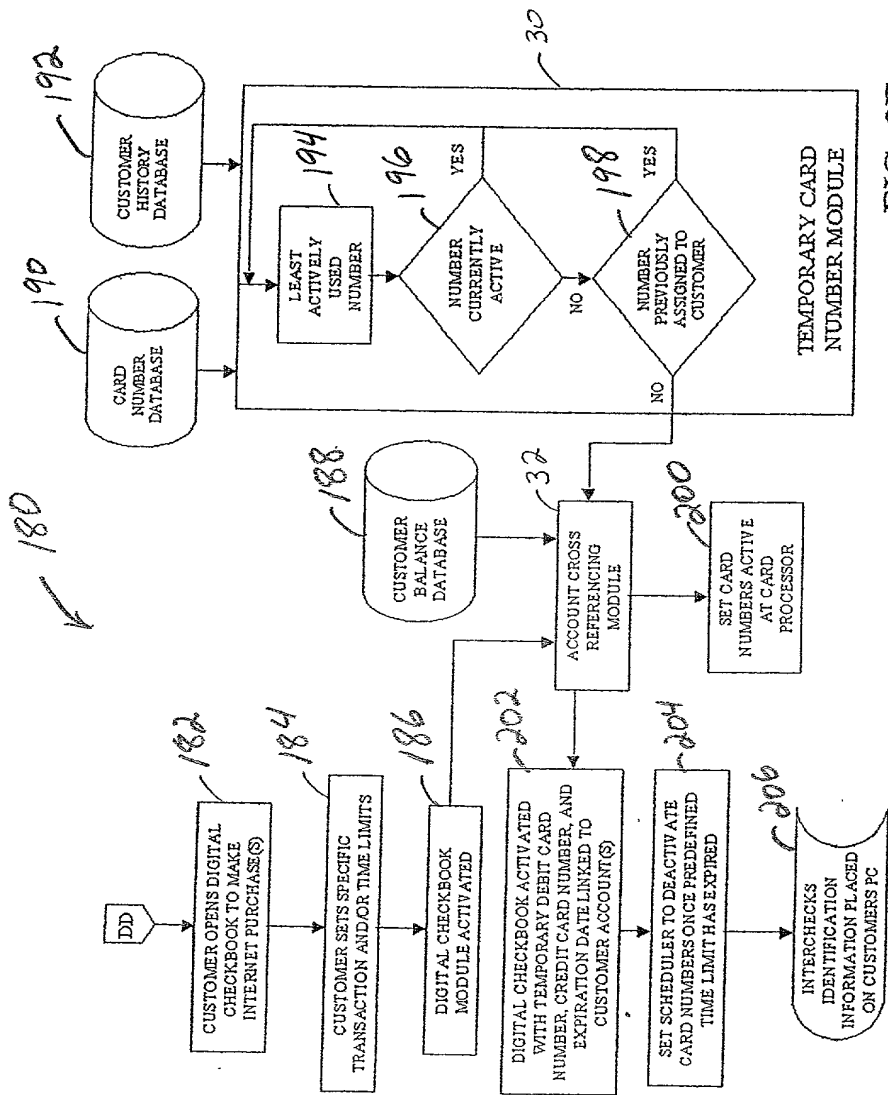 180
DD
182
CUSTOMER OPENS DIGITAL
CHECKBOOK TO MAKE
INTERNET PURCHASE(S)
184
CUSTOMER SETS SPECIFIC
TRANSACTION AND/OR TIME LIMITS
186
DIGITAL CHECKBOOK
MODULE ACTIVATED
202
DIGITAL CHECKBOOK ACTIVATED
WITH TEMPORARY DEBIT CARD
NUMBER, CREDIT CARD NUMBER, AND
EXPIRATION DATE LINKED TO
CUSTOMER ACCOUNT(S)
204
SET SCHEDULER TO DEACTIVATE
CARD NUMBERS ONCE PREDEFINED
TIME LIMIT HAS EXPIRED
206
INTERCHECKS
IDENTIFICATION
INFORMATION PLACED
ON CUSTOMERS PC
188
CUSTOMER
BALANCE
DATABASE
32
ACCOUNT CROSS
REFERENCING
MODULE
200
SET CARD
NUMBERS ACTIVE
AT CARD
PROCESSOR
190
CARD
NUMBER
DATABASE
192
CUSTOMER
HISTORY
DATABASE
30
194
LEAST
ACTIVELY
USED
NUMBER
196
NUMBER
CURRENTLY
ACTIVE
YES
NO
198
NUMBER
PREVIOUSLY
ASSIGNED TO
CUSTOMER
YES
NO
TEMPORARY CARD
NUMBER MODULE